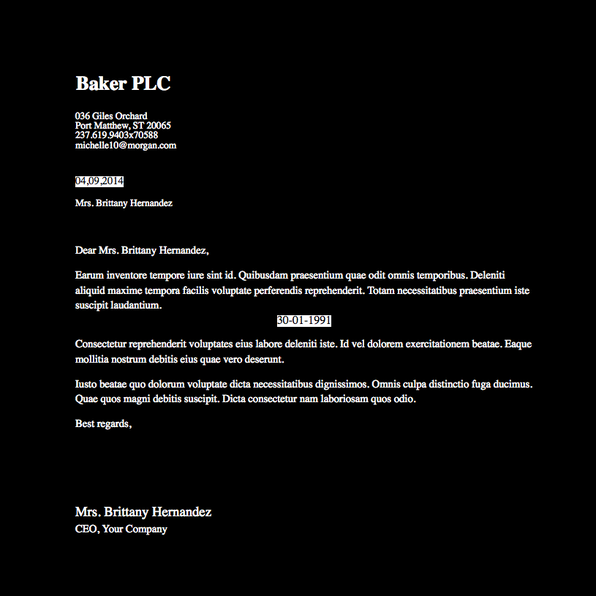 Baker PLC
036 Giles Orchard
Port Matthew, ST 20065
237.619.9403x70588
michelle10@morgan.com
04,09,2014
Mrs. Brittany Hernandez
Dear Mrs. Brittany Hernandez,
Earum inventore tempore iure sint id. Quibusdam praesentium quae odit omnis temporibus. Deleniti
aliquid maxime tempora facilis voluptate perferendis reprehenderit. Totam necessitatibus praesentium iste
suscipit laudantium.
30-01-1991
Consectetur reprehenderit voluptates eius labore deleniti iste. Id vel dolorem exercitationem beatae. Eaque
mollitia nostrum debitis eius quae vero deserunt.
Iusto beatae quo dolorum voluptate dicta necessitatibus dignissimos. Omnis culpa distinctio fuga ducimus.
Quae quos magni debitis suscipit. Dicta consectetur nam laboriosam quos odio.
Best regards,
Mrs. Brittany Hernandez
CEO, Your Company